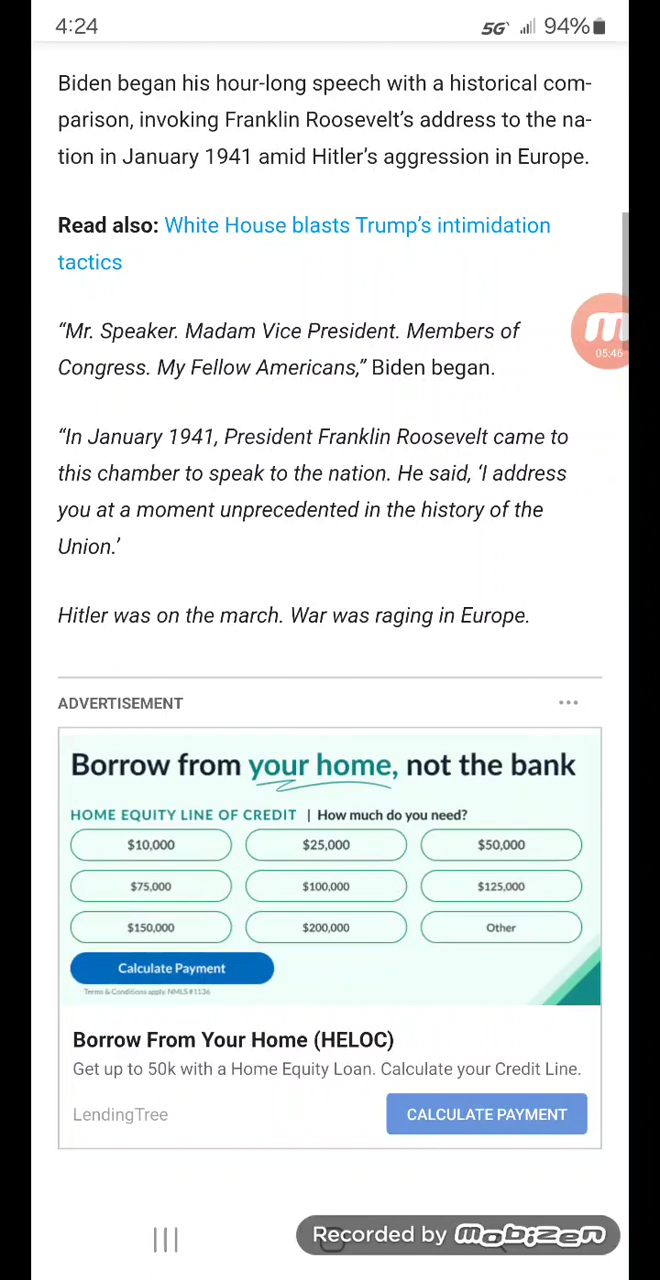 4:24
5G 94%
Biden began his hour-long speech with a historical com-
parison, invoking Franklin Roosevelt’s address to the na-
tion in January 1941 amid Hitler’s aggression in Europe.
Read also: White House blasts Trump’s intimidation
tactics
“Mr. Speaker. Madam Vice President. Members of
Congress. My Fellow Americans,” Biden began.
05:46
“In January 1941, President Franklin Roosevelt came to
this chamber to speak to the nation. He said, ‘I address
you at a moment unprecedented in the history of the
Union.’
Hitler was on the march. War was raging in Europe.
ADVERTISEMENT
Borrow from your home, not the bank
HOME EQUITY LINE OF CREDIT | How much do you need?
$10,000 $25,000 $50,000
$75,000 $100,000 $125,000
$150,000 $200,000 Other
Calculate Payment
Terms & Conditions apply. NMLS #1136
Borrow From Your Home (HELOC)
Get up to 50k with a Home Equity Loan. Calculate your Credit Line.
LendingTree CALCULATE PAYMENT
Recorded by mobizen